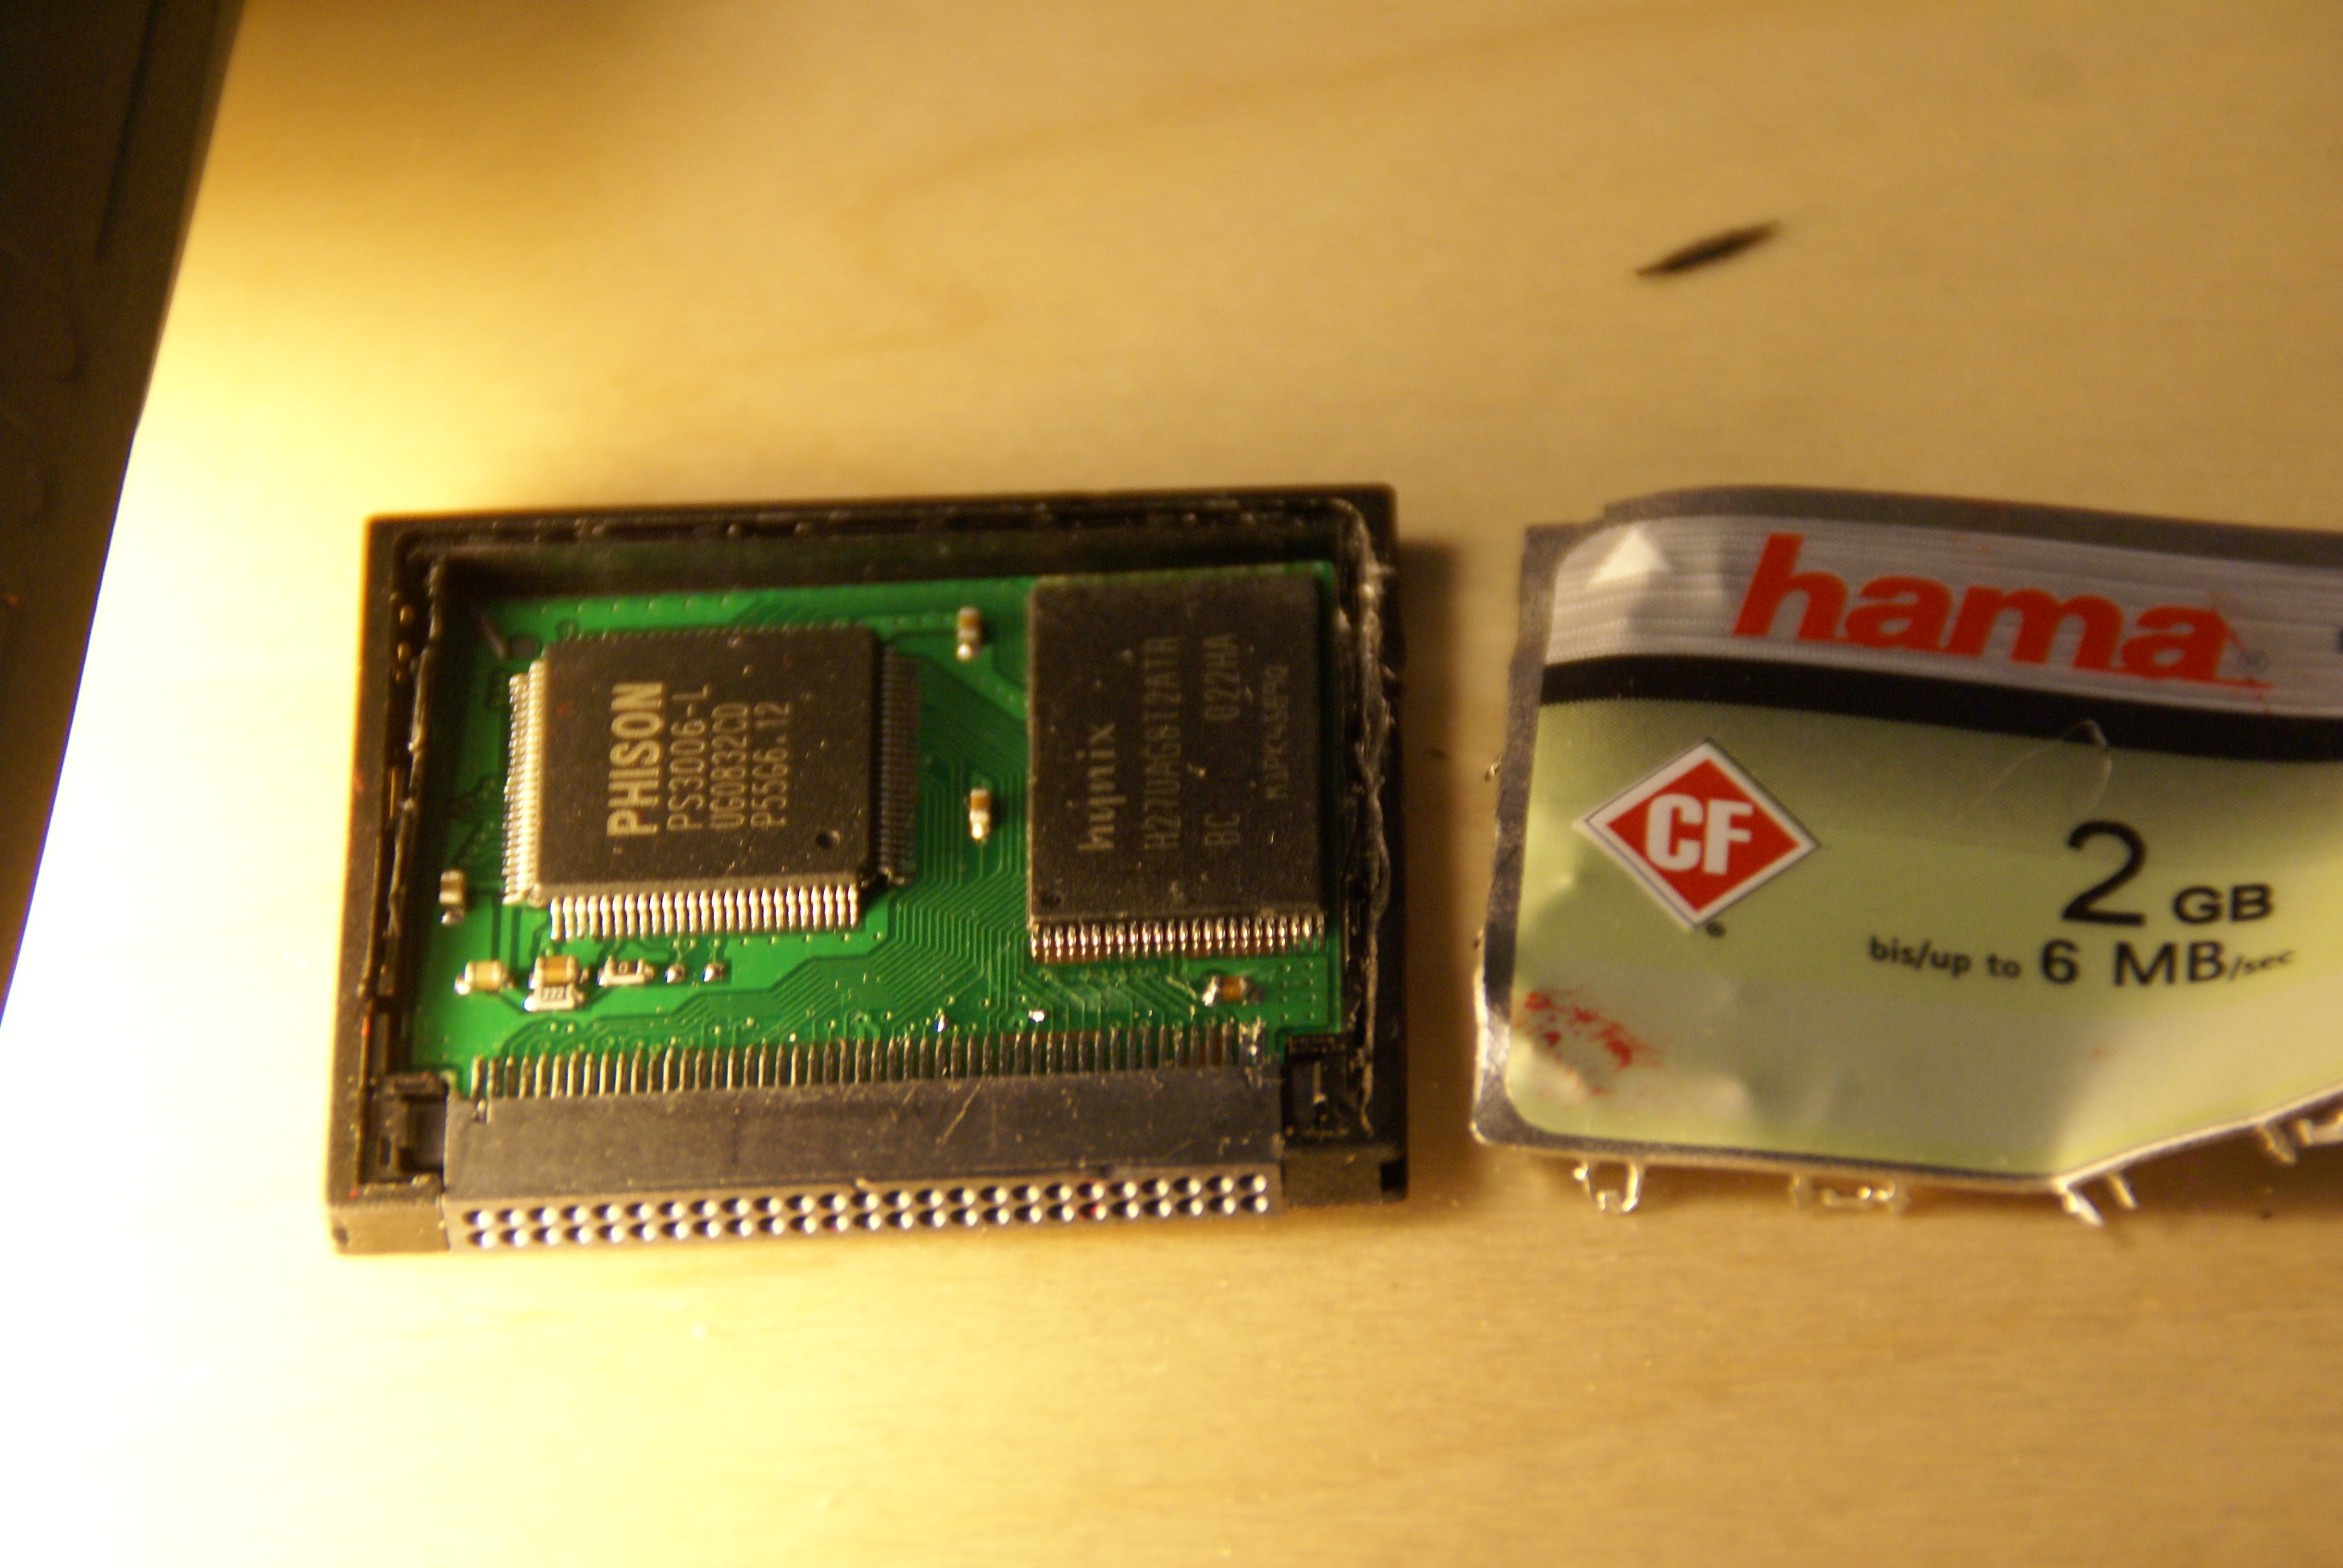 PHISON
PS3006-L
UG0832CD
P55G6.12
hynix
H27UAG8T2ATR
BC 022HA
222
hama
CF
2 GB
bis/up to 6 MB/sec